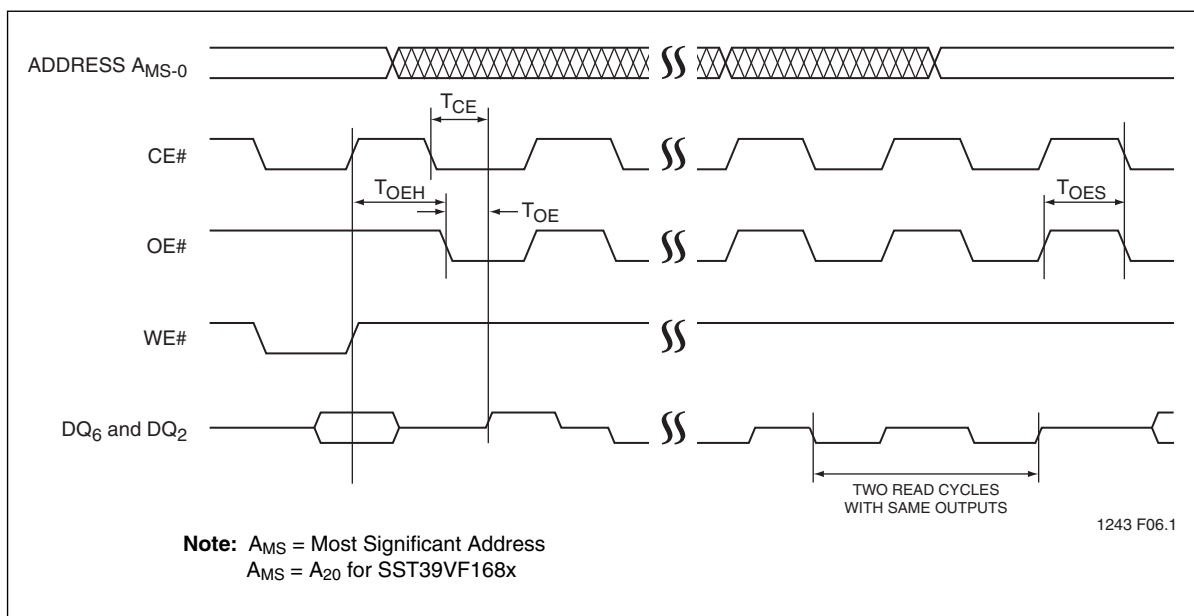 ADDRESS AMS-0
TCE
CE#
TOEH
TOE
TOES
OE#
WE#
DQ6 and DQ2
TWO READ CYCLES
WITH SAME OUTPUTS
1243 F06.1
Note: AMS = Most Significant Address
AMS = A20 for SST39VF168x